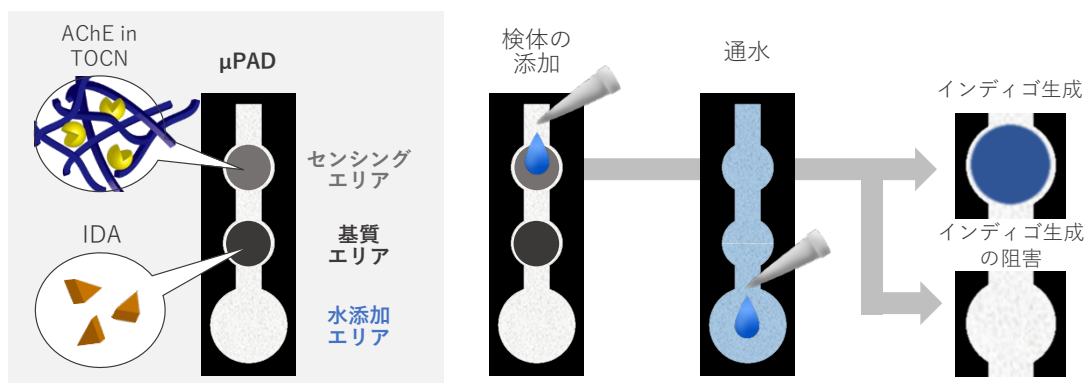 AChE in
TOCN
μPAD
センシング
エリア
IDA
基質
エリア
水添加
エリア
検体の
添加
通水
インディゴ生成
インディゴ生成
の阻害